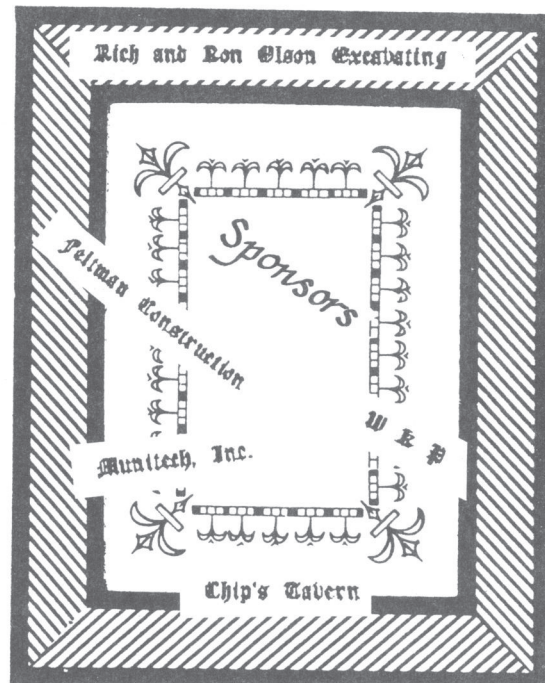 Rich and Ron Olson Excavating
Sponsors
Feltman Construction
W K P
Munitech, Inc.
Chip's Tavern